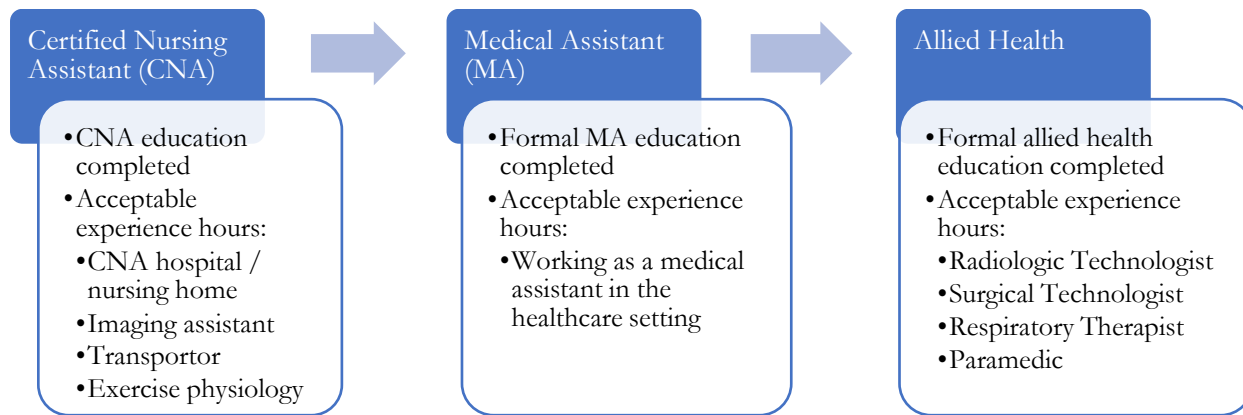 Certified Nursing
Assistant (CNA)
•CNA education
completed
•Acceptable
experience hours:
•CNA hospital /
nursing home
•Imaging assistant
•Transportor
•Exercise physiology
Medical Assistant
(MA)
•Formal MA education
completed
•Acceptable experience
hours:
•Working as a medical
assistant in the
healthcare setting
Allied Health
•Formal allied health
education completed
•Acceptable experience
hours:
•Radiologic Technologist
•Surgical Technologist
•Respiratory Therapist
•Paramedic